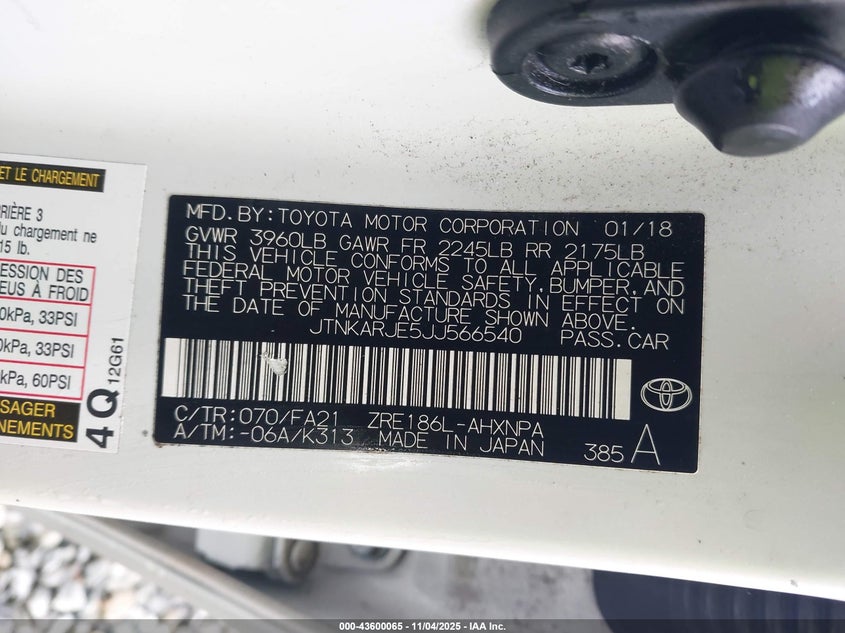 ET LE CHARGEMENT
RIÈRE 3
du chargement ne
15 lb.
ESSION DES
EUS À FROID
0kPa, 33PSI
0kPa, 33PSI
kPa, 60PSI
SAGER
NEMENTS
4Q 12G61
MFD.BY:TOYOTA MOTOR CORPORATION 01/18
GVWR 3960LB GAWR FR 2245LB RR 2175LB
THIS VEHICLE CONFORMS TO ALL APPLICABLE
FEDERAL MOTOR VEHICLE SAFETY,BUMPER,AND
THEFT PREVENTION STANDARDS IN EFFECT ON
THE DATE OF MANUFACTURE SHOWN ABOVE.
JTNKARJE5JJ566540 PASS.CAR
C/TR:070/FA21 ZRE186L-AHXNPA
A/TM:-06A/K313 MADE IN JAPAN 385 A
000-43600065 - 11/04/2025 - IAA Inc.